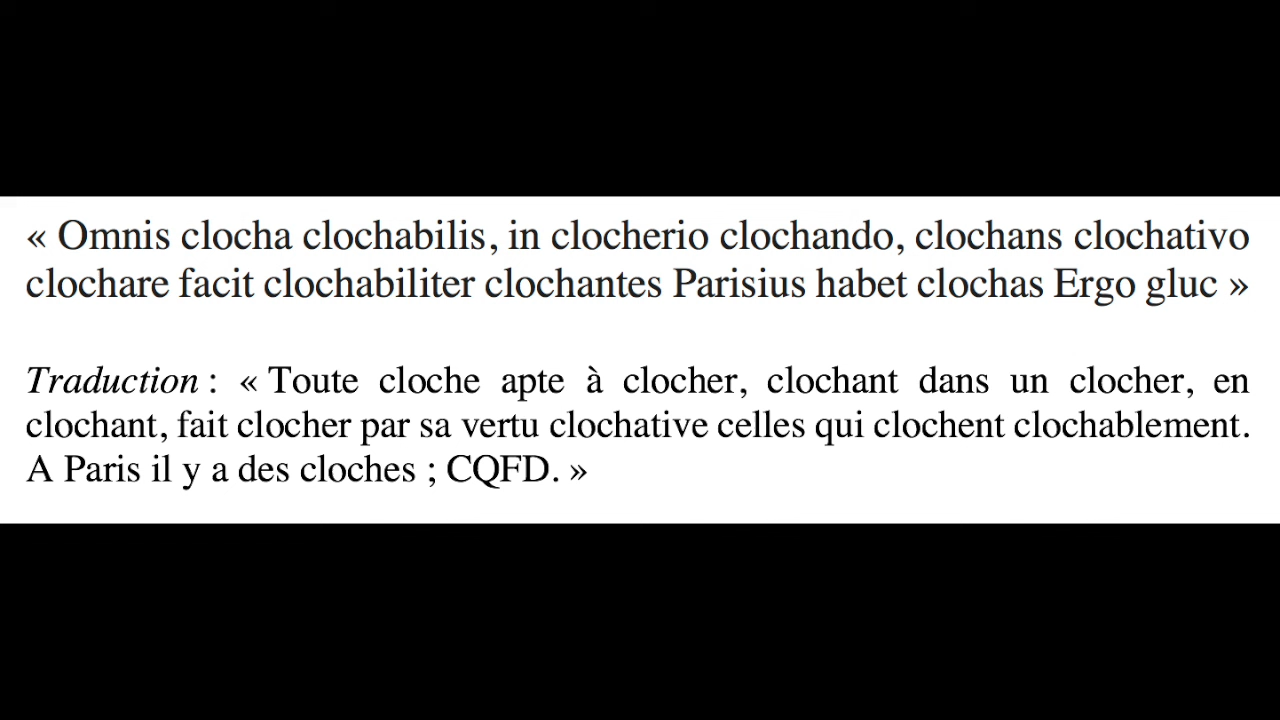 « Omnis clocha clochabilis, in clocherio clochando, clochans clochativo
clochare facit clochabiliter clochantes Parisius habet clochas Ergo gluc »
Traduction : « Toute cloche apte à clocher, clochant dans un clocher, en
clochant, fait clocher par sa vertu clochative celles qui clochent clochablement.
A Paris il y a des cloches ; CQFD. »